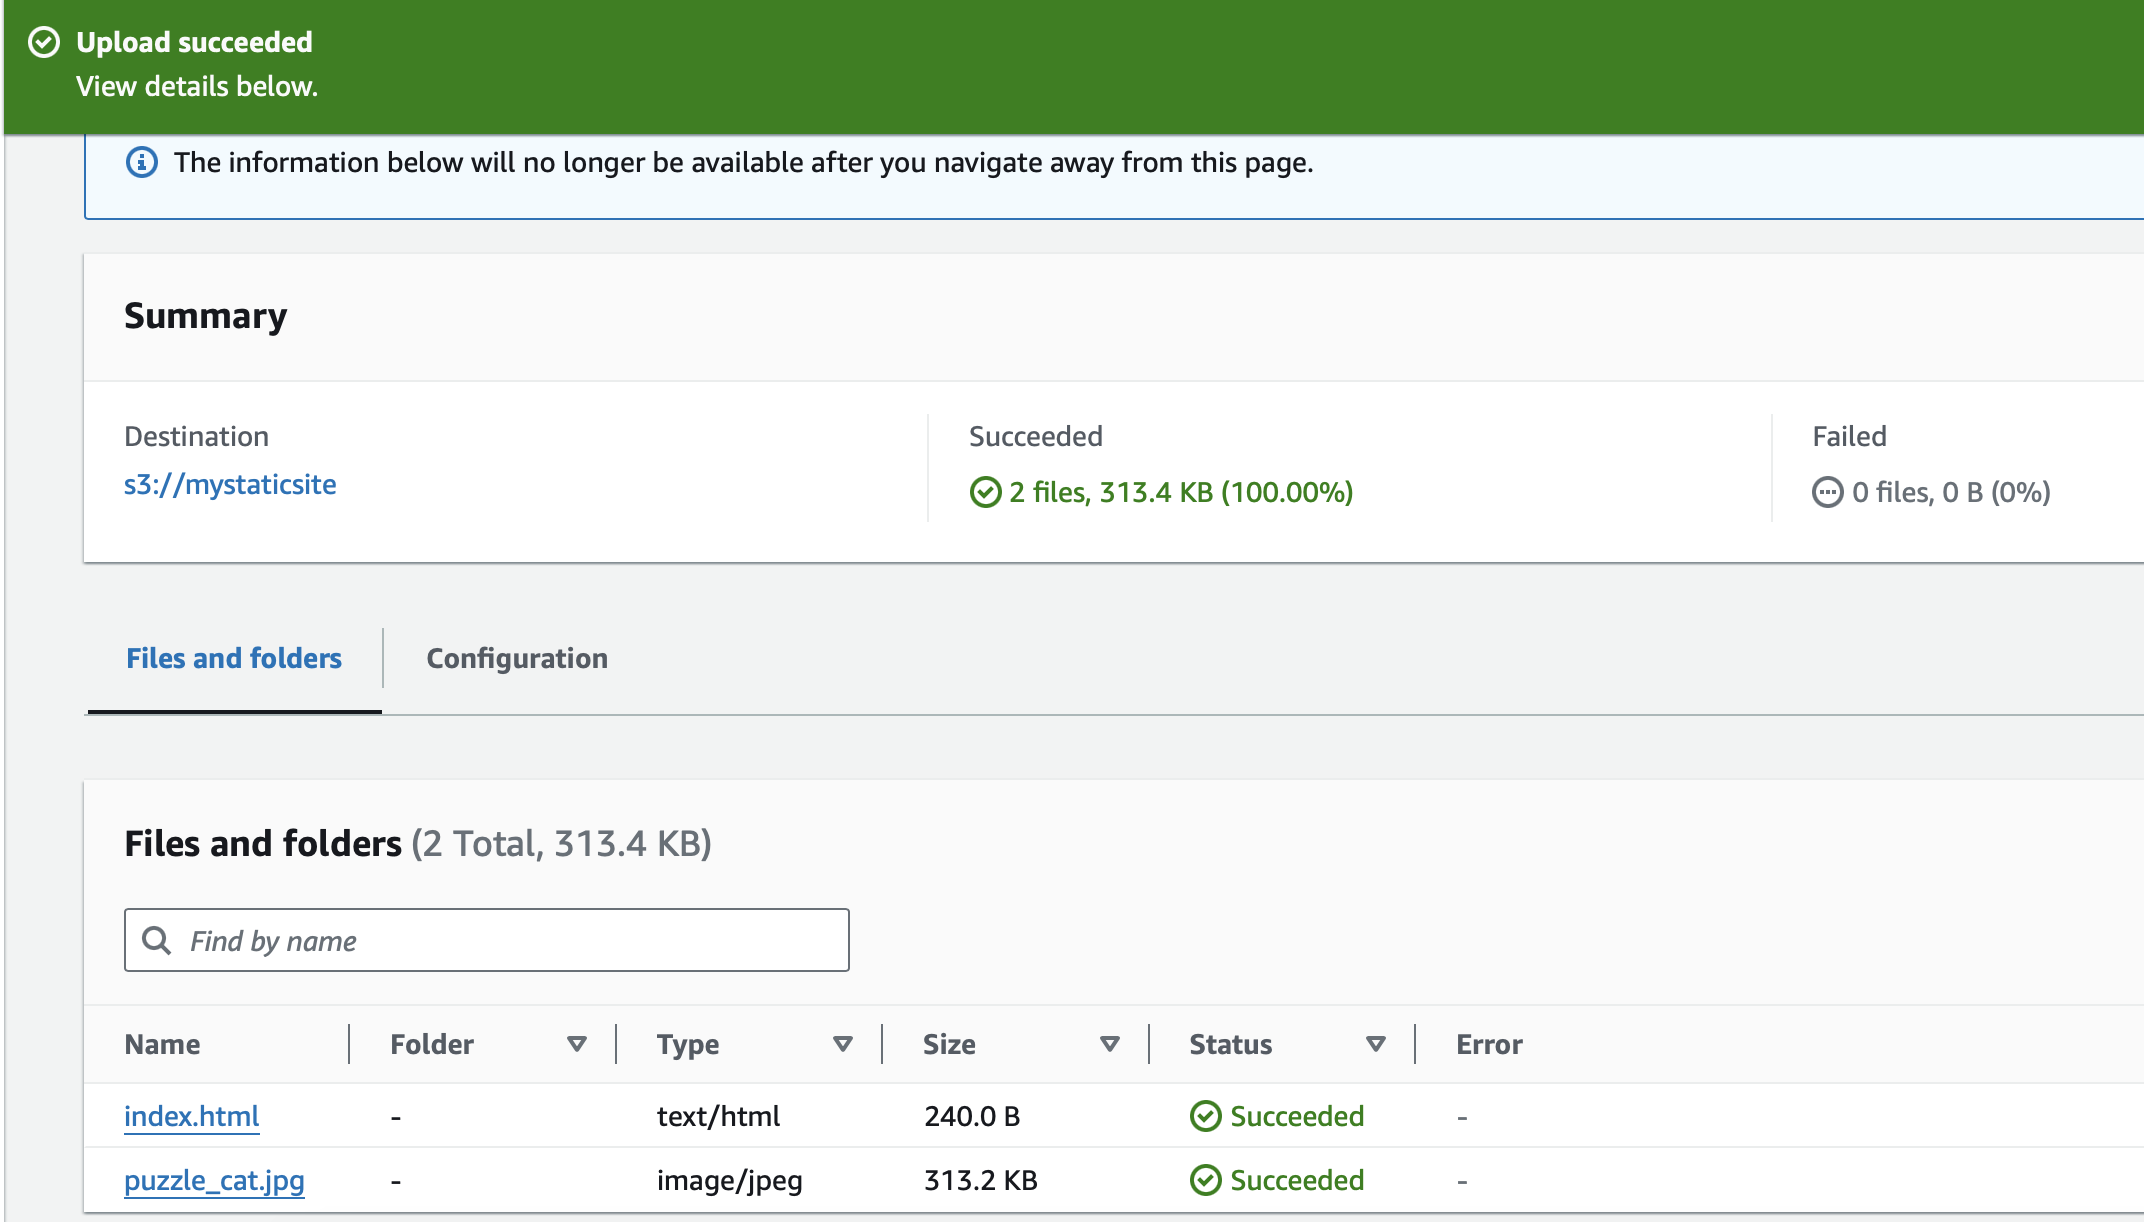 Upload succeeded
View details below.
The information below will no longer be available after you navigate away from this page.
Summary
Destination
s3://mystaticsite
Succeeded
2 files, 313.4 KB (100.00%)
Failed
0 files, 0 B (0%)
Files and folders
Configuration
Files and folders (2 Total, 313.4 KB)
Find by name
Name Folder Type Size Status Error
index.html - text/html 240.0 B Succeeded -
puzzle_cat.jpg - image/jpeg 313.2 KB Succeeded -